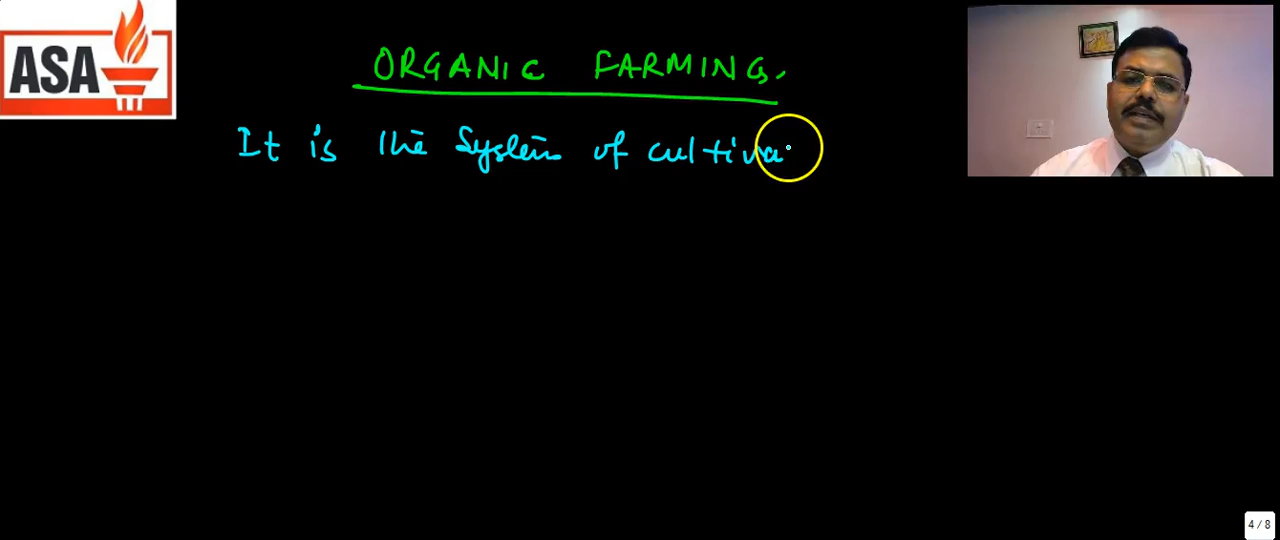 ASA
ORGANIC FARMING.
It is the System of cultiva
4 / 8